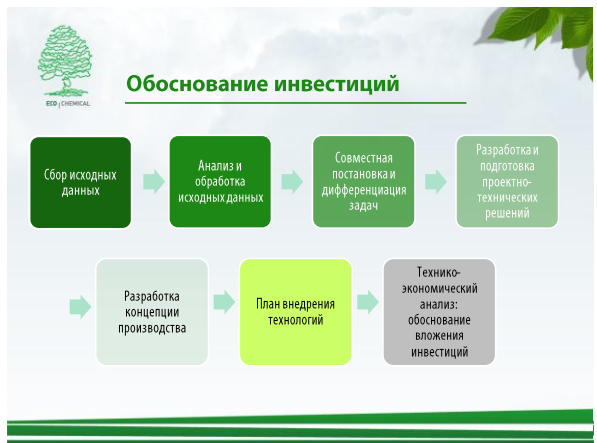 ECO | CHEMICAL
Обоснование инвестиций
Сбор исходных
данных
Анализ и
обработка
исходных данных
Совместная
постановка и
дифференциация
задач
Разработка и
подготовка
проектно-
технических
решений
Разработка
концепции
производства
План внедрения
технологий
Технико-
экономический
анализ:
обоснование
вложения
инвестиций